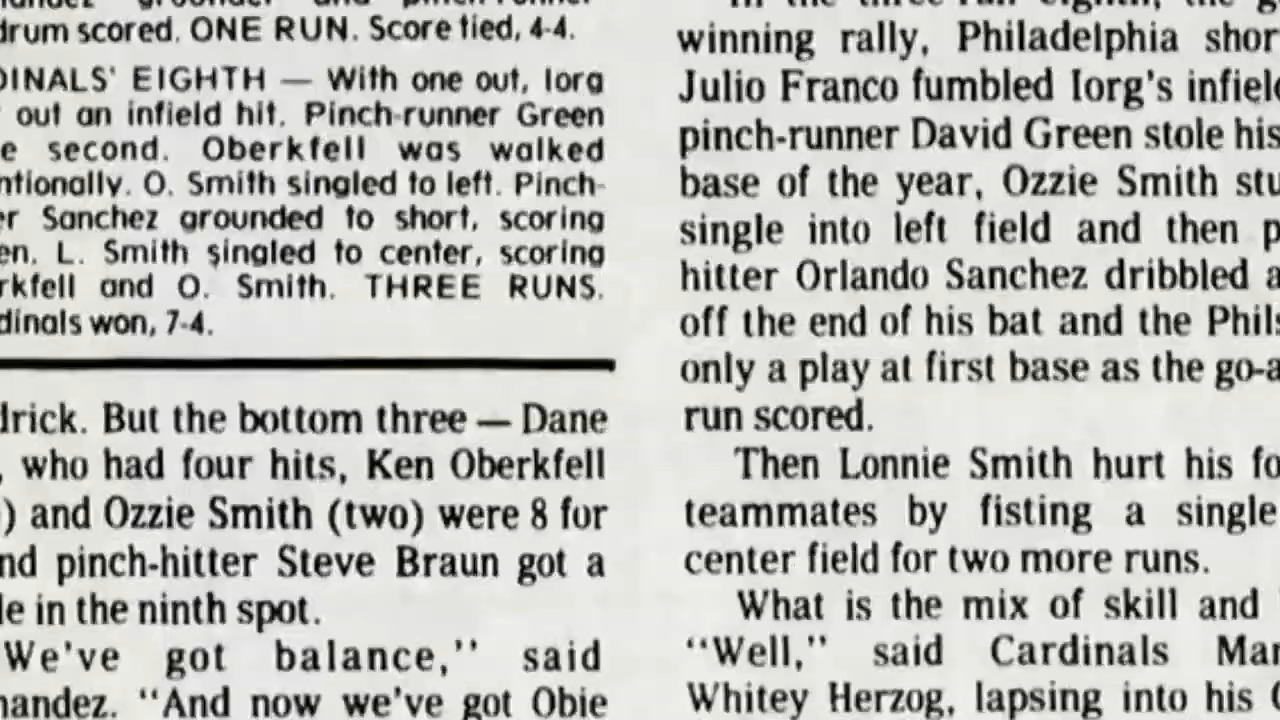 drum scored. ONE RUN. Score tied, 4-4.
DINALS' EIGHTH — With one out, Iorg
out an infield hit. Pinch-runner Green
e second. Oberkfell was walked
ntionally. O. Smith singled to left. Pinch-
er Sanchez grounded to short, scoring
en. L. Smith singled to center, scoring
rkfell and O. Smith. THREE RUNS.
dinals won, 7-4.
drick. But the bottom three — Dane
, who had four hits, Ken Oberkfell
) and Ozzie Smith (two) were 8 for
nd pinch-hitter Steve Braun got a
le in the ninth spot.
We've got balance," said
nandez. "And now we've got Obie
winning rally, Philadelphia shor
Julio Franco fumbled Iorg's infiel
pinch-runner David Green stole his
base of the year, Ozzie Smith stu
single into left field and then p
hitter Orlando Sanchez dribbled a
off the end of his bat and the Phils
only a play at first base as the go-a
run scored.
Then Lonnie Smith hurt his fo
teammates by fisting a single
center field for two more runs.
What is the mix of skill and
"Well," said Cardinals Man
Whitey Herzog, lapsing into his